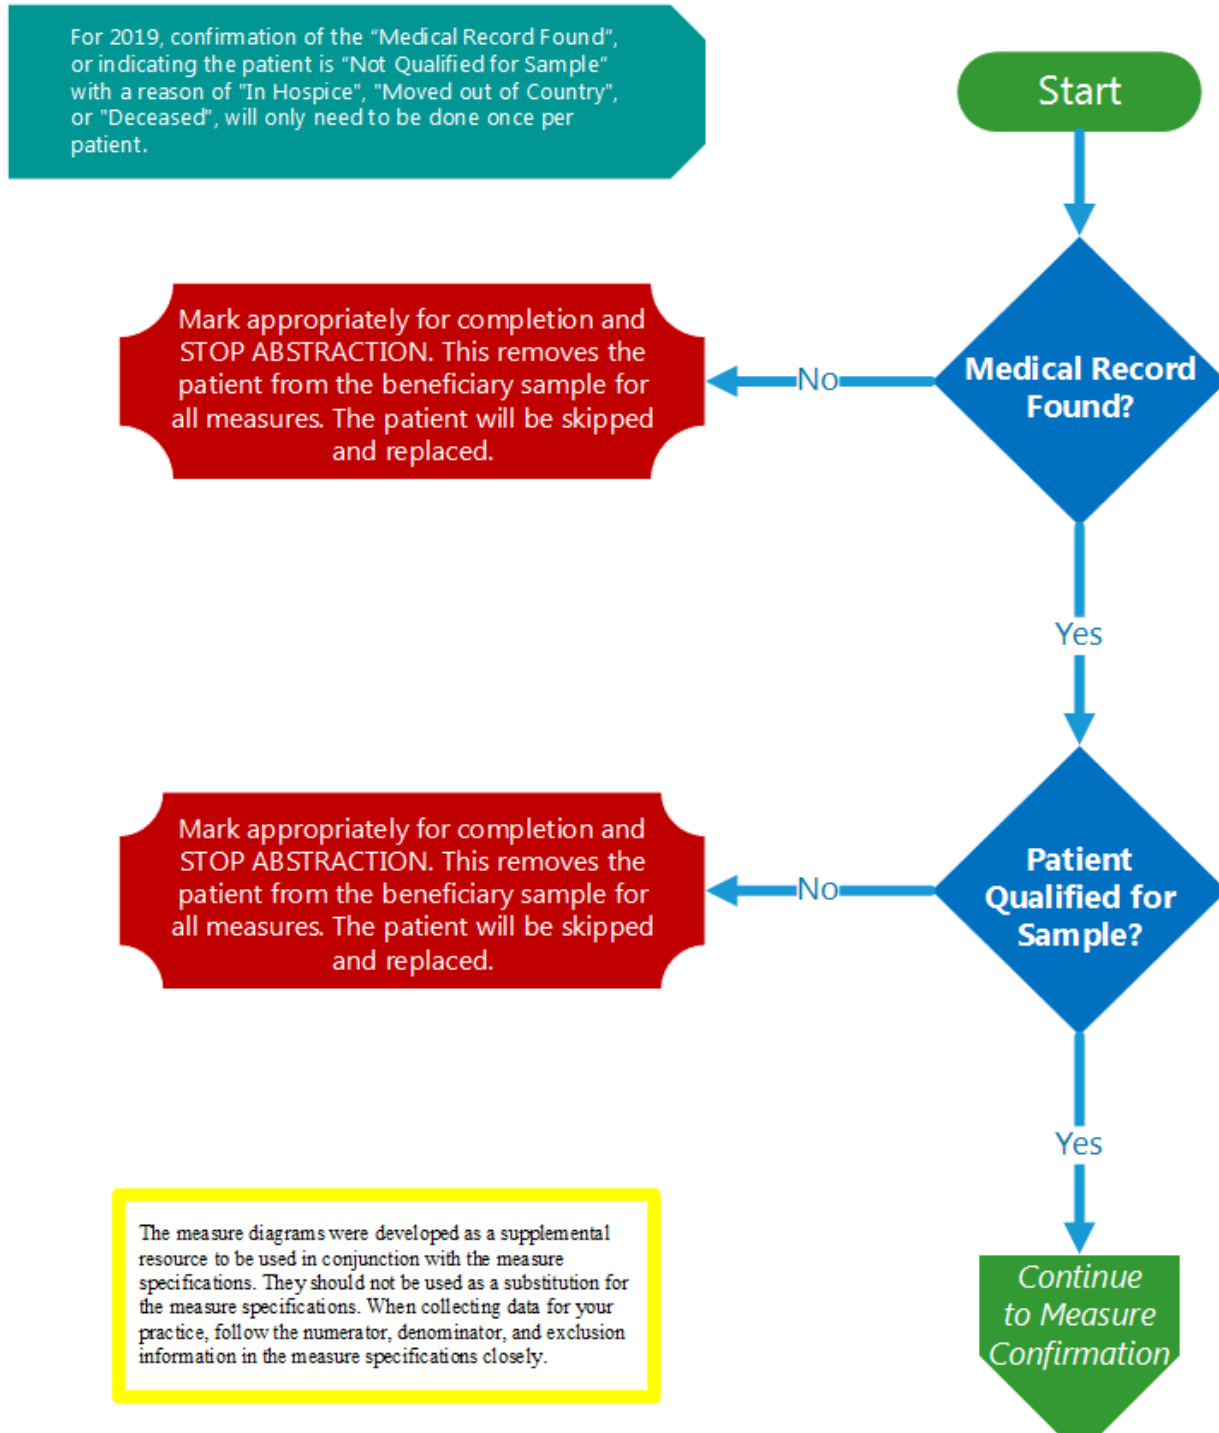 For 2019, confirmation of the “Medical Record Found”,
or indicating the patient is “Not Qualified for Sample”
with a reason of "In Hospice", "Moved out of Country",
or "Deceased", will only need to be done once per
patient.
Start
Mark appropriately for completion and
STOP ABSTRACTION. This removes the
patient from the beneficiary sample for
all measures. The patient will be skipped
and replaced.
No
Medical Record
Found?
Yes
Mark appropriately for completion and
STOP ABSTRACTION. This removes the
patient from the beneficiary sample for
all measures. The patient will be skipped
and replaced.
No
Patient
Qualified for
Sample?
Yes
The measure diagrams were developed as a supplemental
resource to be used in conjunction with the measure
specifications. They should not be used as a substitution for
the measure specifications. When collecting data for your
practice, follow the numerator, denominator, and exclusion
information in the measure specifications closely.
Continue
to Measure
Confirmation